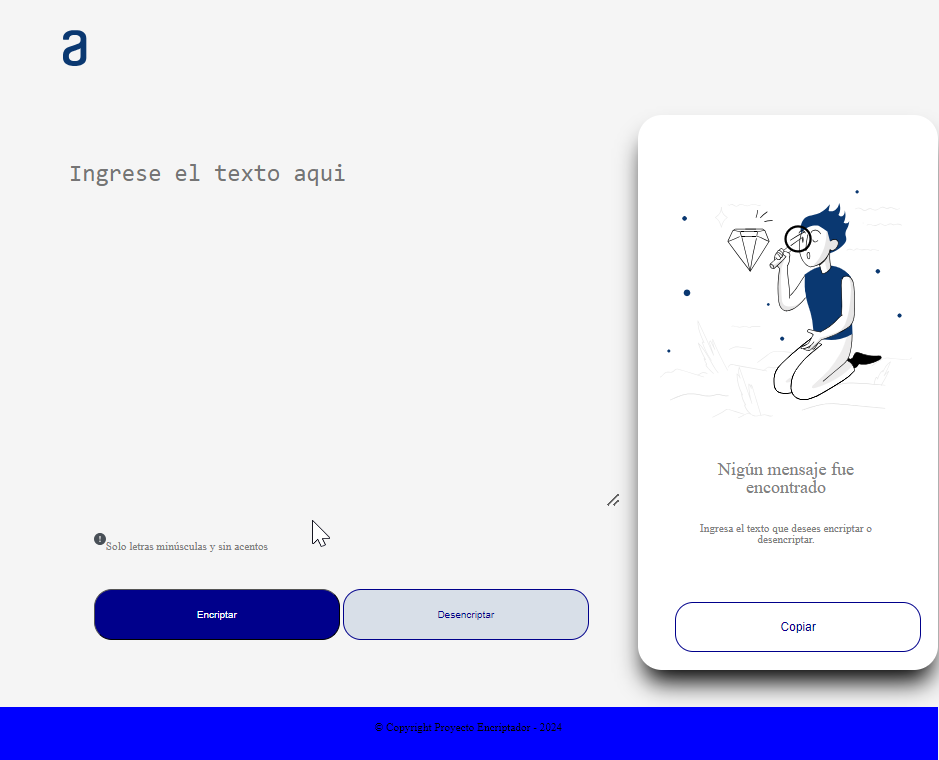 a
Ingrese el texto aqui
Solo letras minúsculas y sin acentos
Encriptar
Desencriptar
Nigún mensaje fue
encontrado
Ingresa el texto que desees encriptar o
desencriptar.
Copiar
© Copyright Proyecto Encriptador - 2024